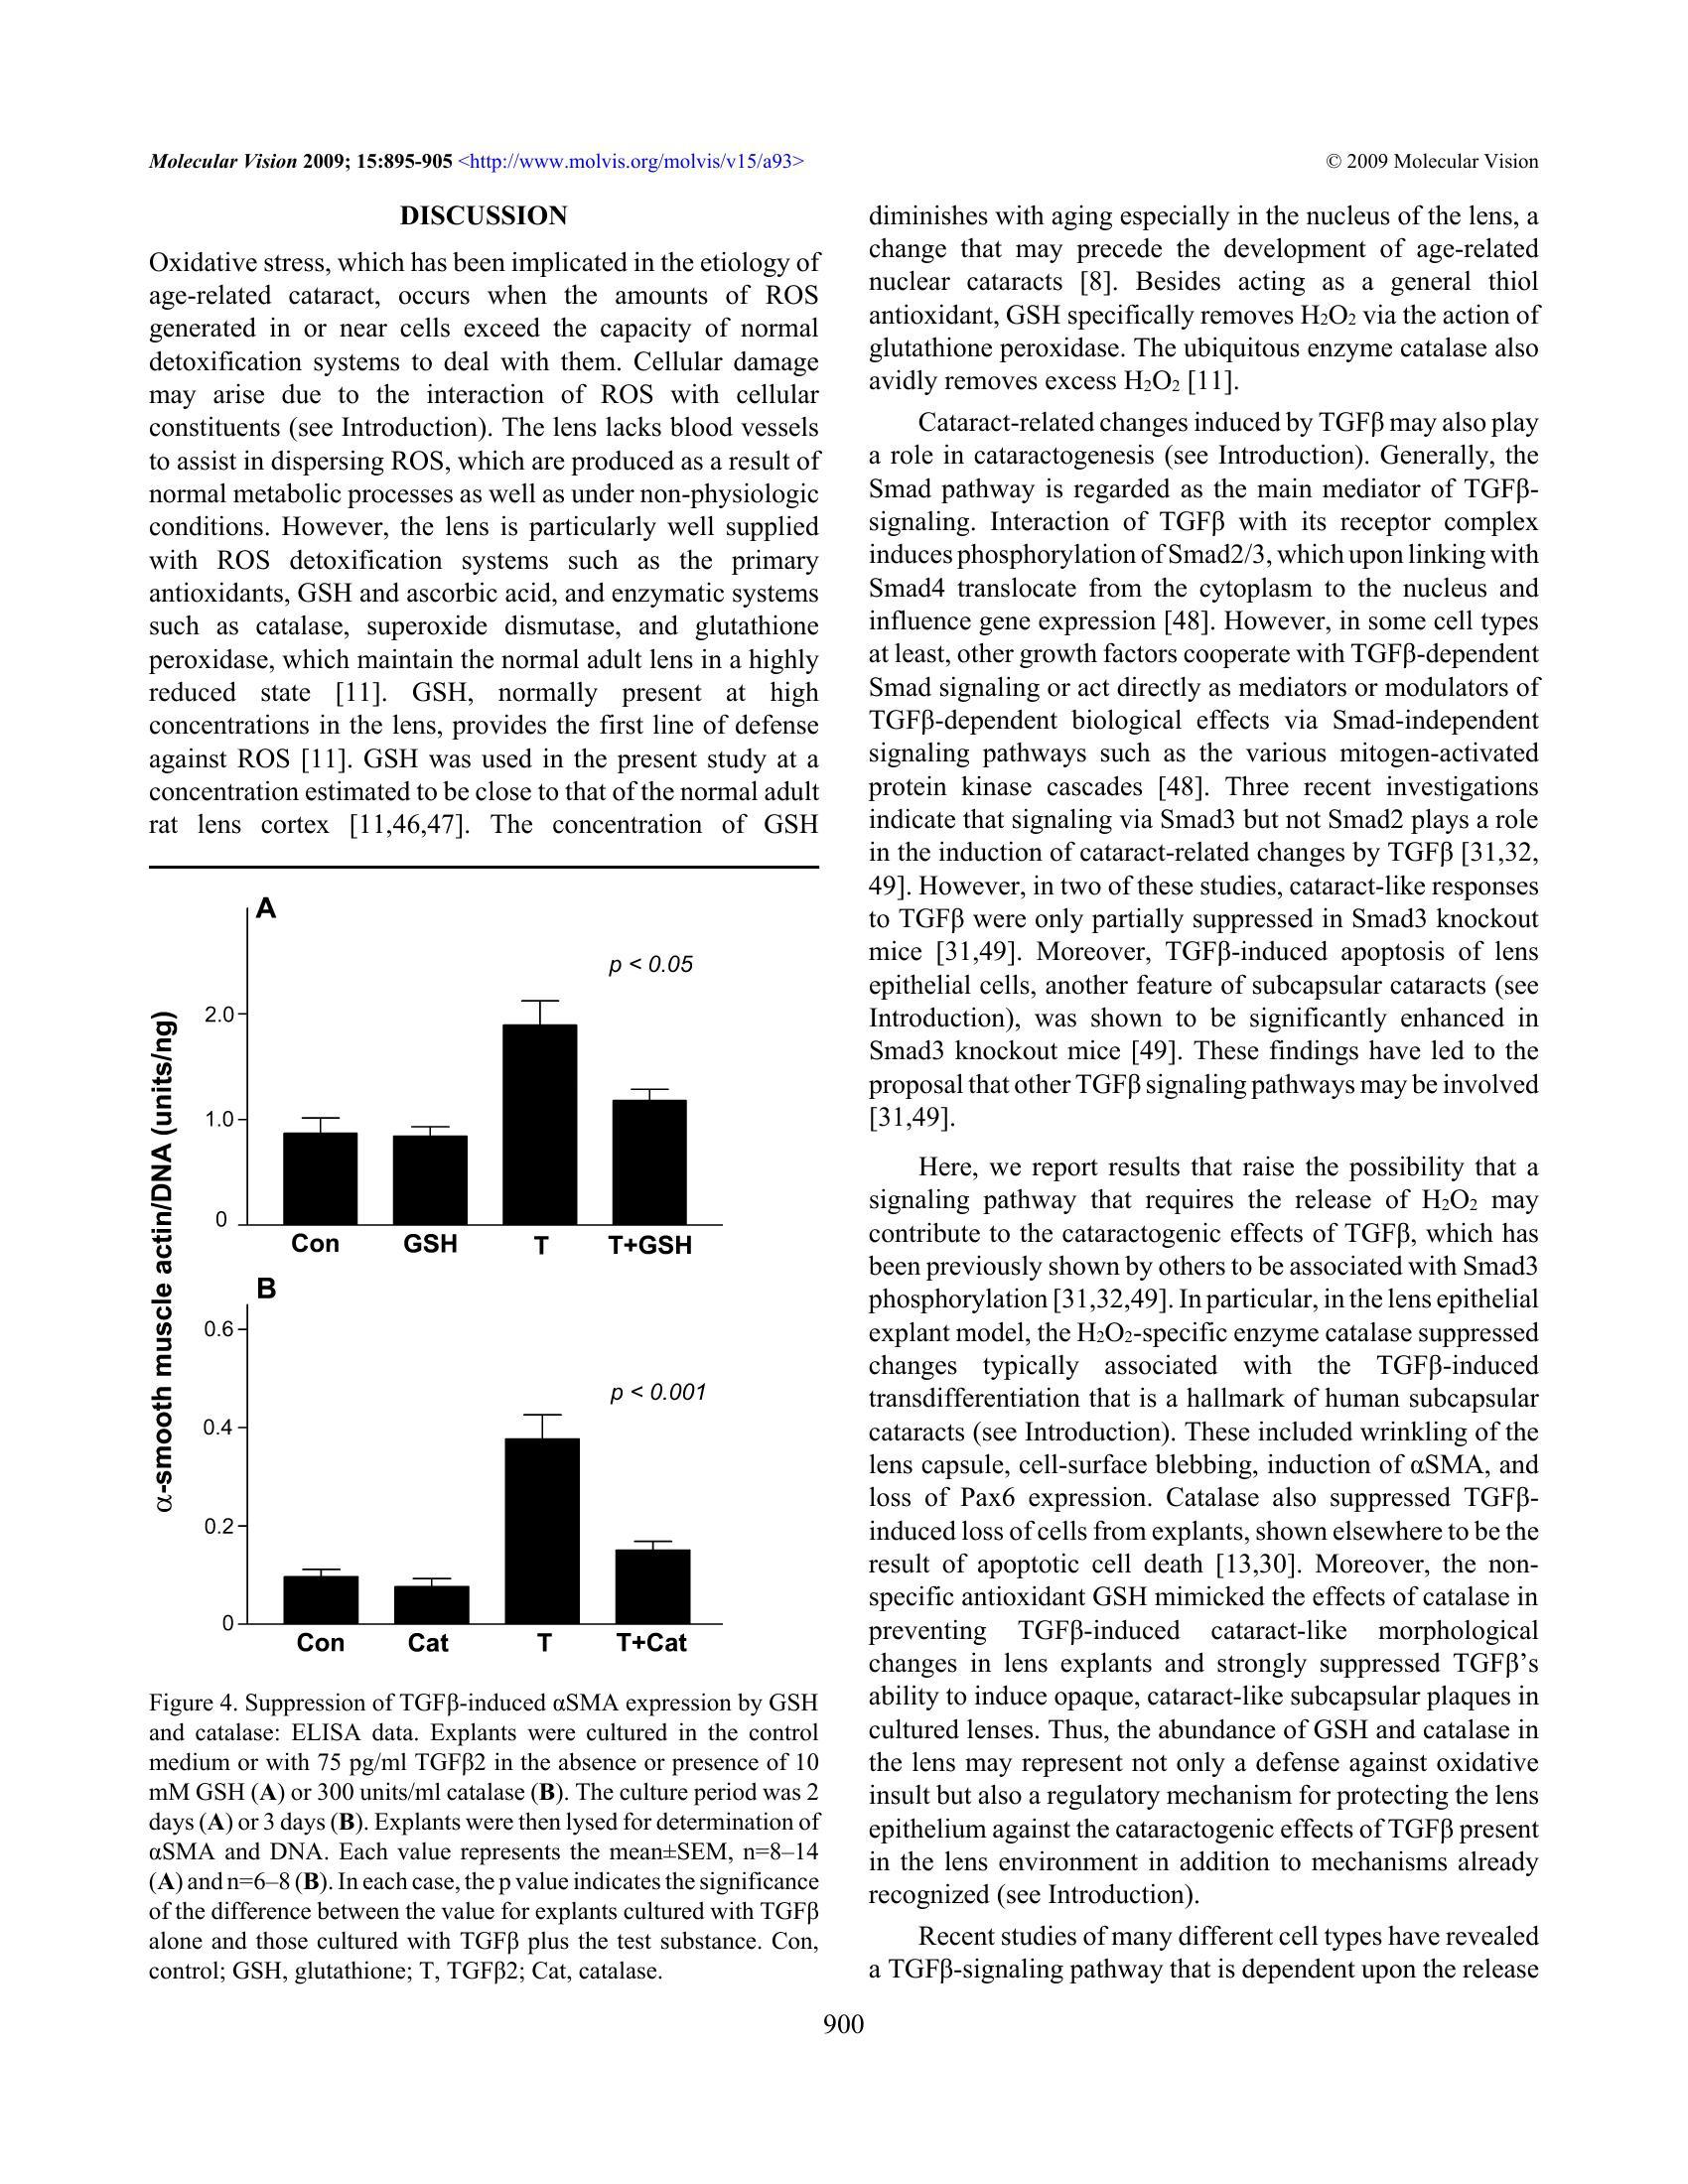 Molecular Vision 2009; 15:895-905 <http://www.molvis.org/molvis/v15/a93>
© 2009 Molecular Vision
DISCUSSION
Oxidative stress, which has been implicated in the etiology of
age-related cataract, occurs when the amounts of ROS
generated in or near cells exceed the capacity of normal
detoxification systems to deal with them. Cellular damage
may arise due to the interaction of ROS with cellular
constituents (see Introduction). The lens lacks blood vessels
to assist in dispersing ROS, which are produced as a result of
normal metabolic processes as well as under non-physiologic
conditions. However, the lens is particularly well supplied
with ROS detoxification systems such as the primary
antioxidants, GSH and ascorbic acid, and enzymatic systems
such as catalase, superoxide dismutase, and glutathione
peroxidase, which maintain the normal adult lens in a highly
reduced state [11]. GSH, normally present at high
concentrations in the lens, provides the first line of defense
against ROS [11]. GSH was used in the present study at a
concentration estimated to be close to that of the normal adult
rat lens cortex [11,46,47]. The concentration of GSH
α-smooth muscle actin/DNA (units/ng)
A
p < 0.05
2.0
1.0
0
Con GSH T T+GSH
B
0.6
p < 0.001
0.4
0.2
0
Con Cat T T+Cat
Figure 4. Suppression of TGFβ-induced αSMA expression by GSH
and catalase: ELISA data. Explants were cultured in the control
medium or with 75 pg/ml TGFβ2 in the absence or presence of 10
mM GSH (A) or 300 units/ml catalase (B). The culture period was 2
days (A) or 3 days (B). Explants were then lysed for determination of
αSMA and DNA. Each value represents the mean±SEM, n=8–14
(A) and n=6–8 (B). In each case, the p value indicates the significance
of the difference between the value for explants cultured with TGFβ
alone and those cultured with TGFβ plus the test substance. Con,
control; GSH, glutathione; T, TGFβ2; Cat, catalase.
diminishes with aging especially in the nucleus of the lens, a
change that may precede the development of age-related
nuclear cataracts [8]. Besides acting as a general thiol
antioxidant, GSH specifically removes H2O2 via the action of
glutathione peroxidase. The ubiquitous enzyme catalase also
avidly removes excess H2O2 [11].
Cataract-related changes induced by TGFβ may also play
a role in cataractogenesis (see Introduction). Generally, the
Smad pathway is regarded as the main mediator of TGFβ-
signaling. Interaction of TGFβ with its receptor complex
induces phosphorylation of Smad2/3, which upon linking with
Smad4 translocate from the cytoplasm to the nucleus and
influence gene expression [48]. However, in some cell types
at least, other growth factors cooperate with TGFβ-dependent
Smad signaling or act directly as mediators or modulators of
TGFβ-dependent biological effects via Smad-independent
signaling pathways such as the various mitogen-activated
protein kinase cascades [48]. Three recent investigations
indicate that signaling via Smad3 but not Smad2 plays a role
in the induction of cataract-related changes by TGFβ [31,32,
49]. However, in two of these studies, cataract-like responses
to TGFβ were only partially suppressed in Smad3 knockout
mice [31,49]. Moreover, TGFβ-induced apoptosis of lens
epithelial cells, another feature of subcapsular cataracts (see
Introduction), was shown to be significantly enhanced in
Smad3 knockout mice [49]. These findings have led to the
proposal that other TGFβ signaling pathways may be involved
[31,49].
Here, we report results that raise the possibility that a
signaling pathway that requires the release of H2O2 may
contribute to the cataractogenic effects of TGFβ, which has
been previously shown by others to be associated with Smad3
phosphorylation [31,32,49]. In particular, in the lens epithelial
explant model, the H2O2-specific enzyme catalase suppressed
changes typically associated with the TGFβ-induced
transdifferentiation that is a hallmark of human subcapsular
cataracts (see Introduction). These included wrinkling of the
lens capsule, cell-surface blebbing, induction of αSMA, and
loss of Pax6 expression. Catalase also suppressed TGFβ-
induced loss of cells from explants, shown elsewhere to be the
result of apoptotic cell death [13,30]. Moreover, the non-
specific antioxidant GSH mimicked the effects of catalase in
preventing TGFβ-induced cataract-like morphological
changes in lens explants and strongly suppressed TGFβ’s
ability to induce opaque, cataract-like subcapsular plaques in
cultured lenses. Thus, the abundance of GSH and catalase in
the lens may represent not only a defense against oxidative
insult but also a regulatory mechanism for protecting the lens
epithelium against the cataractogenic effects of TGFβ present
in the lens environment in addition to mechanisms already
recognized (see Introduction).
Recent studies of many different cell types have revealed
a TGFβ-signaling pathway that is dependent upon the release
900